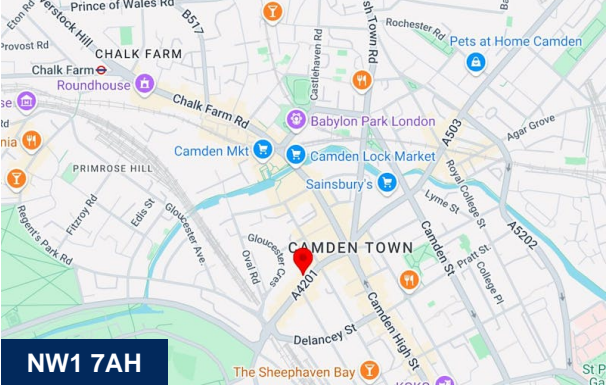 Prince of Wales Rd
B517
Rochester Rd
Provost Rd
CHALK FARM
Castlehaven Rd
Pets at Home Camden
Chalk Farm
Roundhouse
Chalk Farm Rd
Babylon Park London
A503
Agar Grove
Camden Mkt
Camden Lock Market
PRIMROSE HILL
Sainsbury's
Royal College St
Lyme St
Fitzroy Rd
Edis St
Gloucester Ave.
A5202
Regent's Park Rd
Gloucester Cres
CAMDEN TOWN
Camden St
Pratt St.
Oval Rd
College Pl
A4201
Delancey St
Camden High St
NW1 7AH
The Sheephaven Bay
KOKO